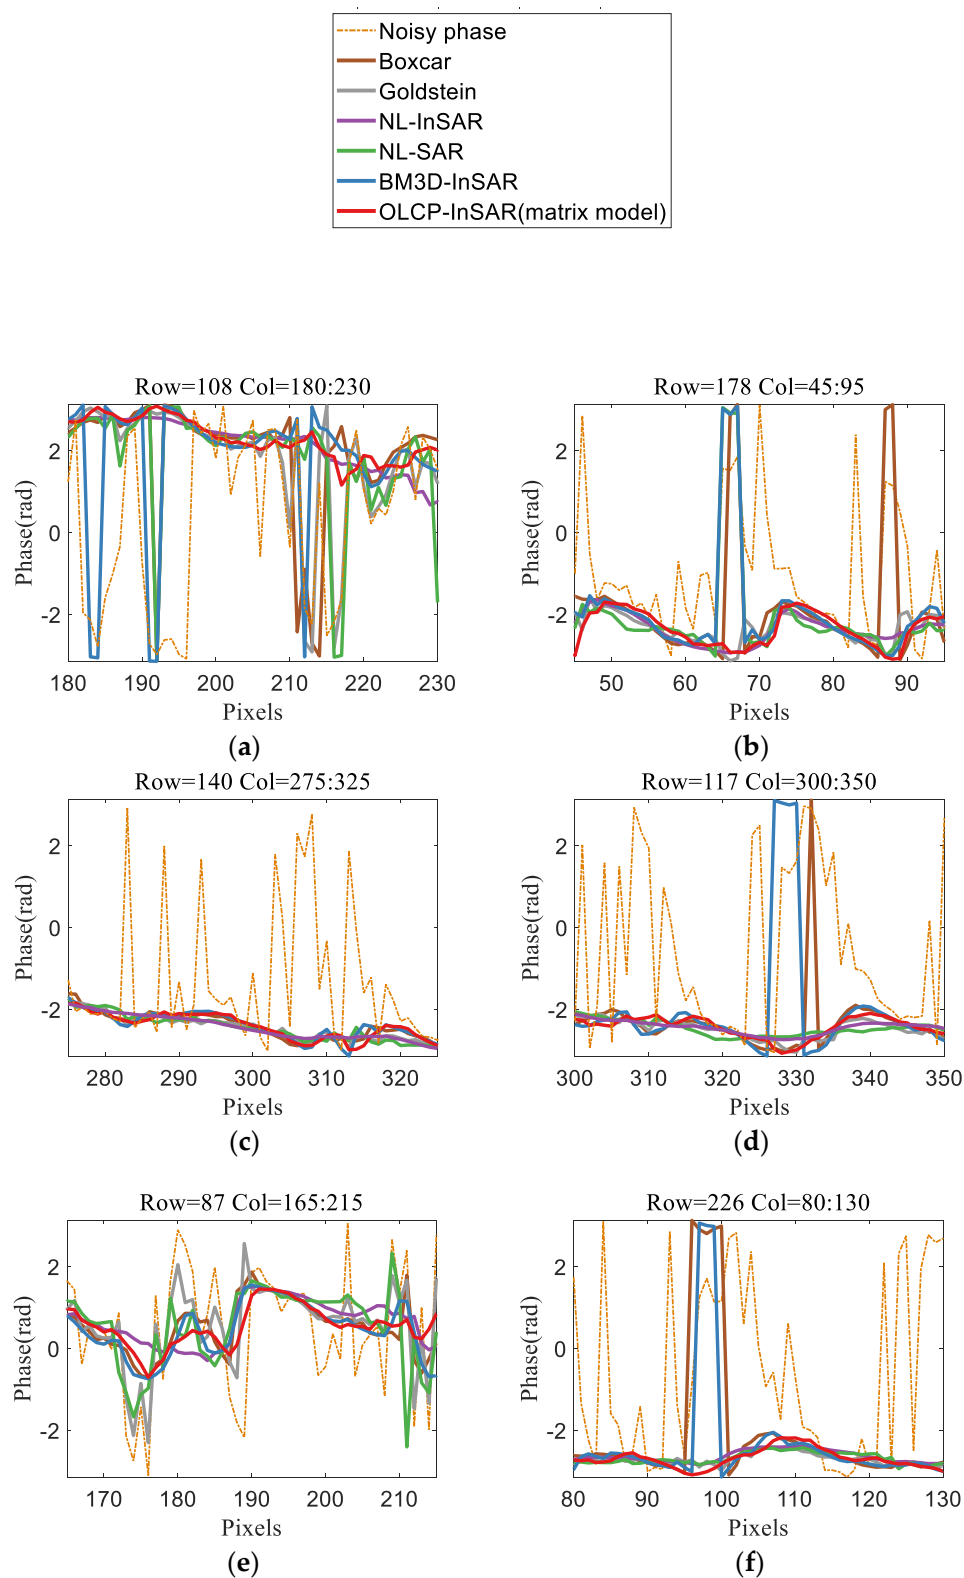 Noisy phase
Boxcar
Goldstein
NL-InSAR
NL-SAR
BM3D-InSAR
OLCP-InSAR(matrix model)
Row=108 Col=180:230
Phase(rad)
2
0
-2
180 190 200 210 220 230
Pixels
(a)
Row=178 Col=45:95
Phase(rad)
2
0
-2
50 60 70 80 90
Pixels
(b)
Row=140 Col=275:325
Phase(rad)
2
0
-2
280 290 300 310 320
Pixels
(c)
Row=117 Col=300:350
Phase(rad)
2
0
-2
300 310 320 330 340 350
Pixels
(d)
Row=87 Col=165:215
Phase(rad)
2
0
-2
170 180 190 200 210
Pixels
(e)
Row=226 Col=80:130
Phase(rad)
2
0
-2
80 90 100 110 120 130
Pixels
(f)